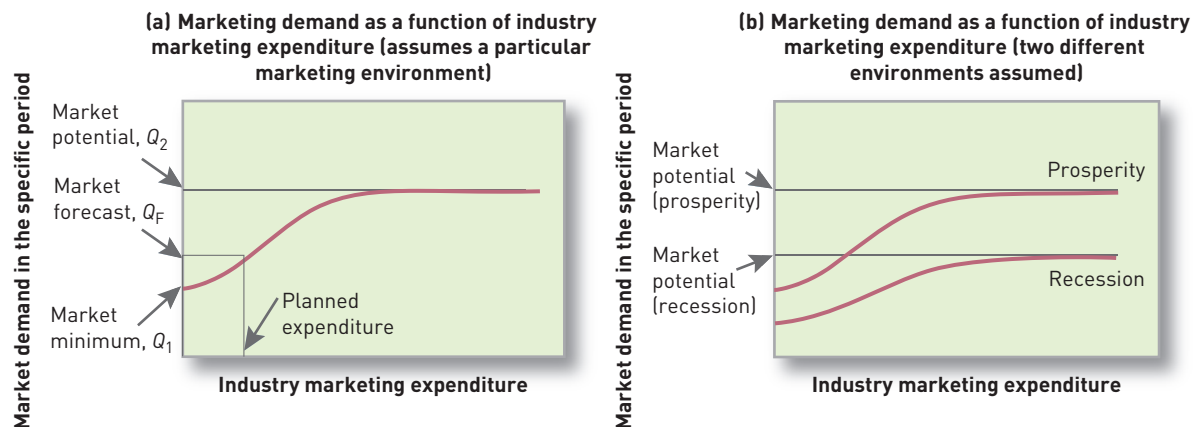 (a) Marketing demand as a function of industry
marketing expenditure (assumes a particular
marketing environment)
Market demand in the specific period
Market
potential, Q2
Market
forecast, QF
Market
minimum, Q1
Planned
expenditure
Industry marketing expenditure
(b) Marketing demand as a function of industry
marketing expenditure (two different
environments assumed)
Market demand in the specific period
Market
potential
(prosperity)
Market
potential
(recession)
Prosperity
Recession
Industry marketing expenditure